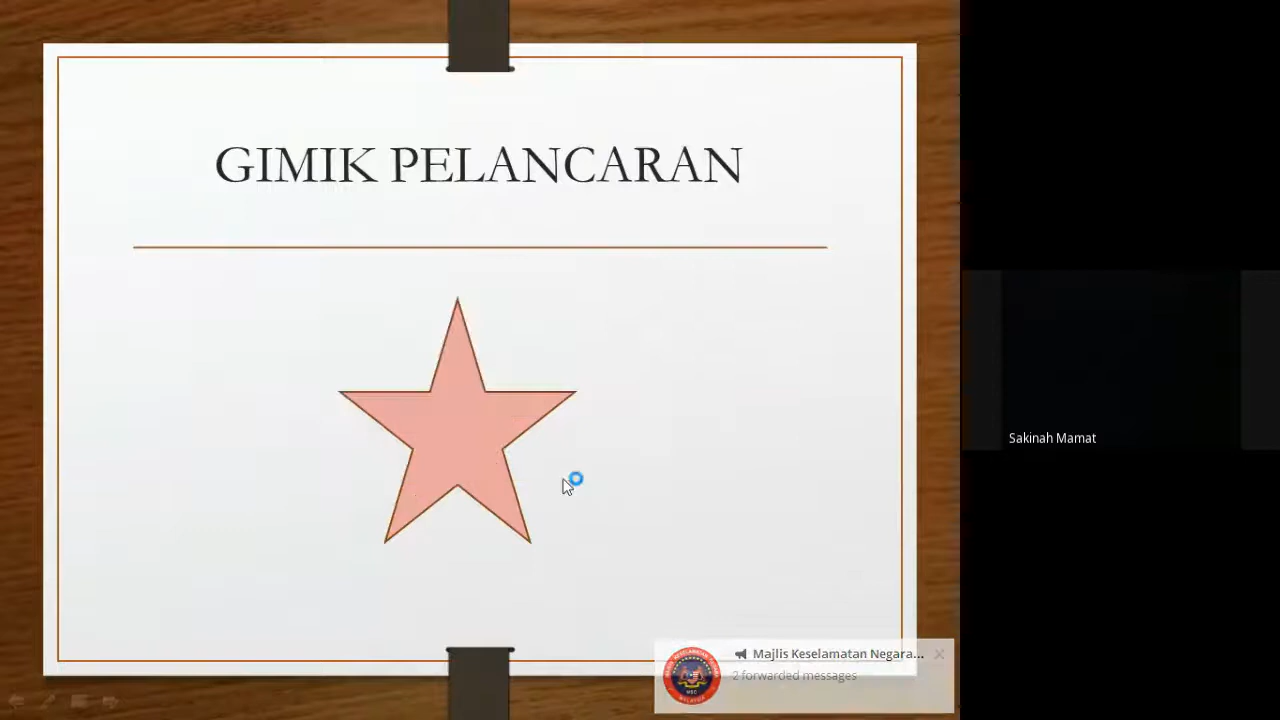 GIMIK PELANCARAN
Sakinah Mamat
Majlis Keselamatan Negara...
2 forwarded messages